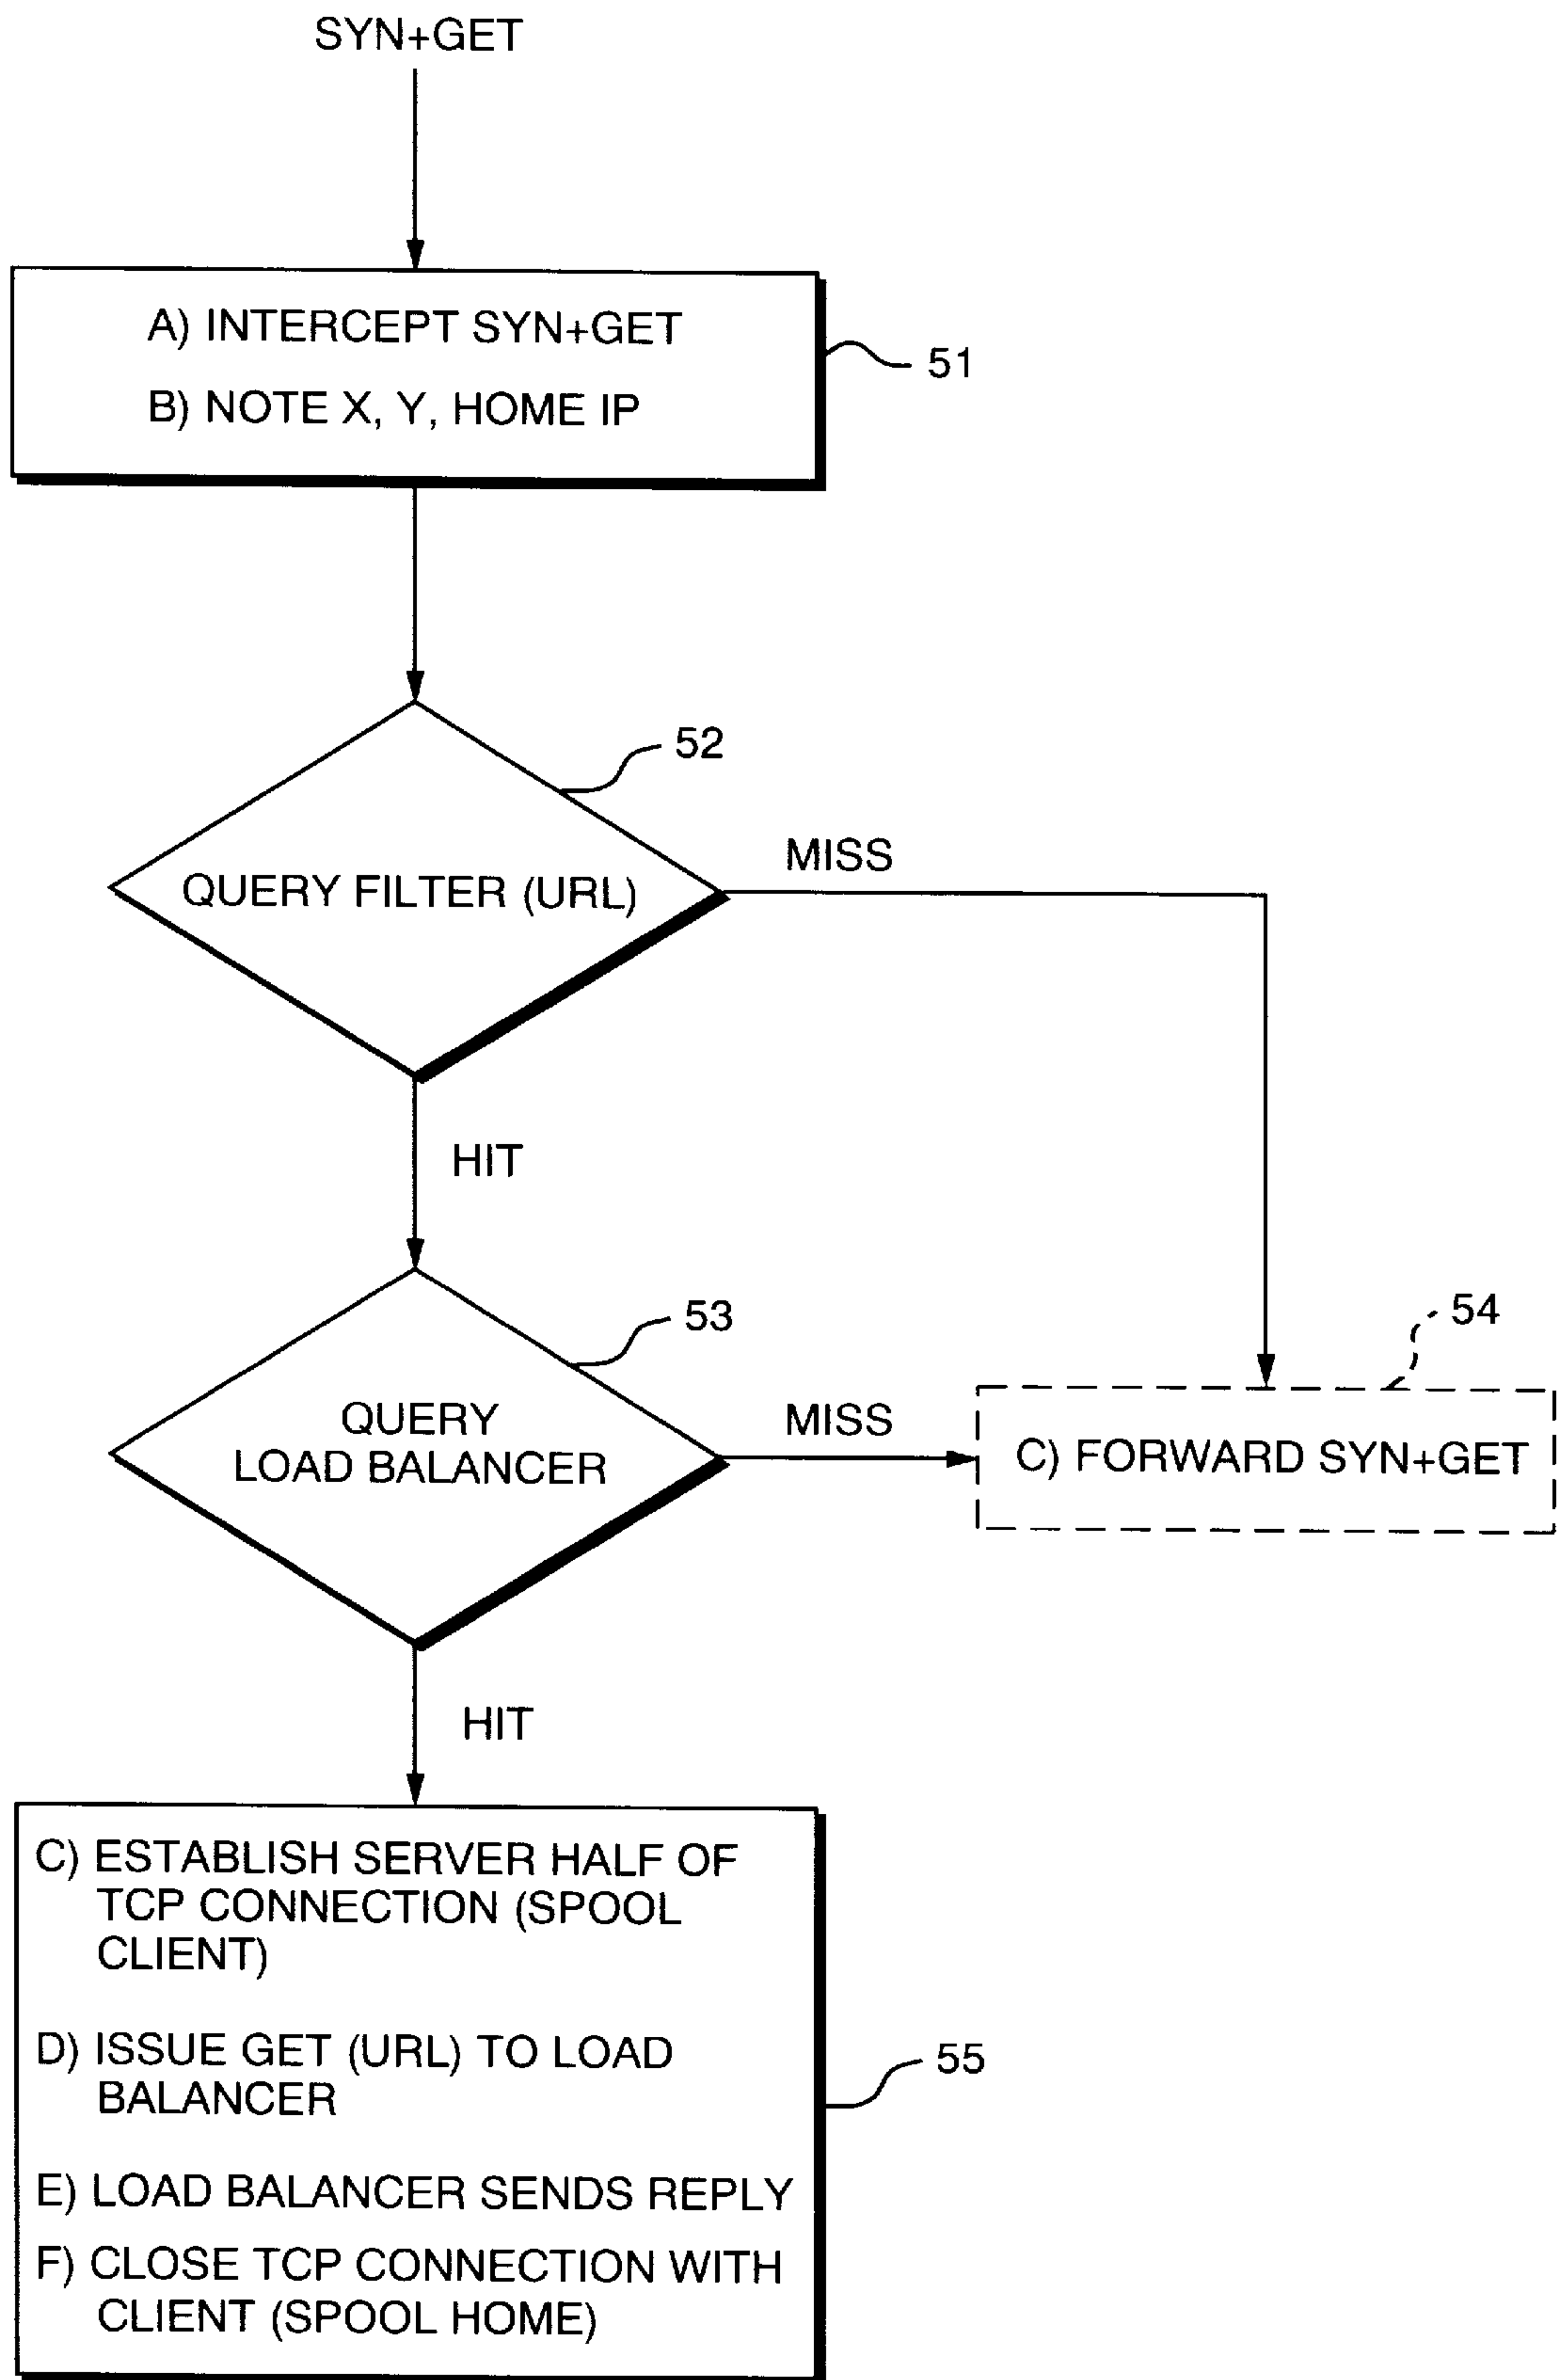 SYN+GET
A) INTERCEPT SYN+GET
51
B) NOTE X, Y, HOME IP
52
MISS
QUERY FILTER (URL)
HIT
53
54
QUERY
LOAD BALANCER
MISS
C) FORWARD SYN+GET
HIT
C) ESTABLISH SERVER HALF OF
TCP CONNECTION (SPOOL
CLIENT)
D) ISSUE GET (URL) TO LOAD
BALANCER
55
E) LOAD BALANCER SENDS REPLY
F) CLOSE TCP CONNECTION WITH
CLIENT (SPOOL HOME)